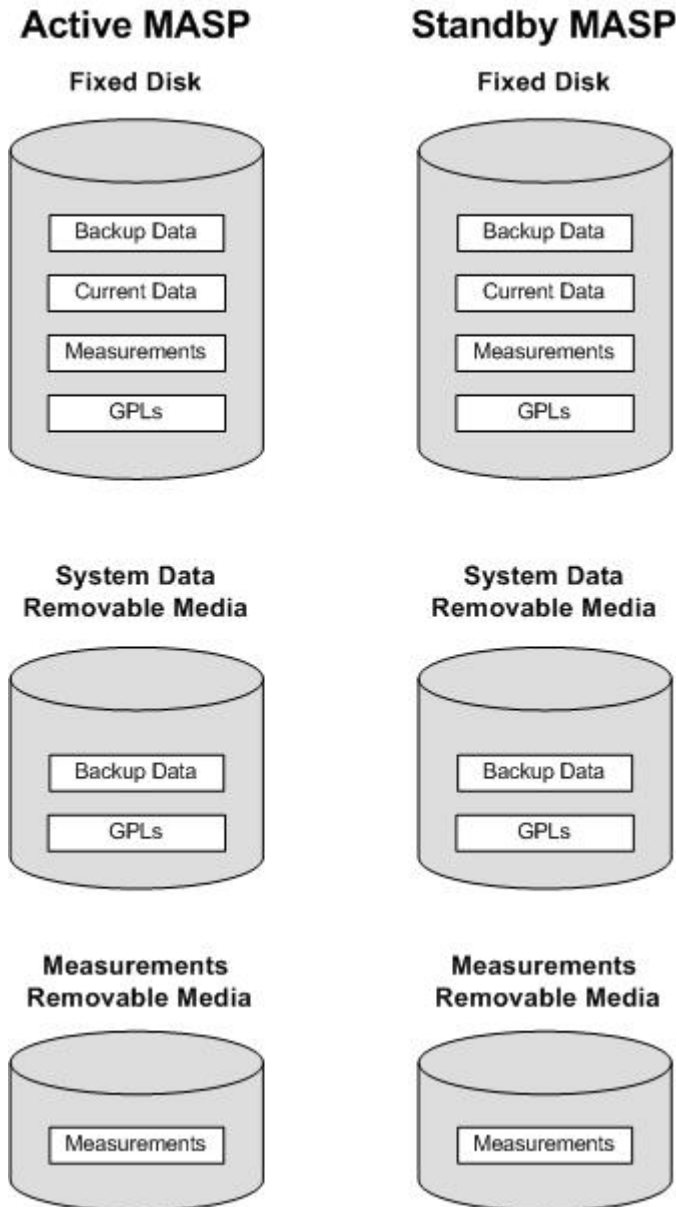 Active MASP
Standby MASP
Fixed Disk
Fixed Disk
Backup Data
Backup Data
Current Data
Current Data
Measurements
Measurements
GPLs
GPLs
System Data
Removable Media
System Data
Removable Media
Backup Data
Backup Data
GPLs
GPLs
Measurements
Removable Media
Measurements
Removable Media
Measurements
Measurements